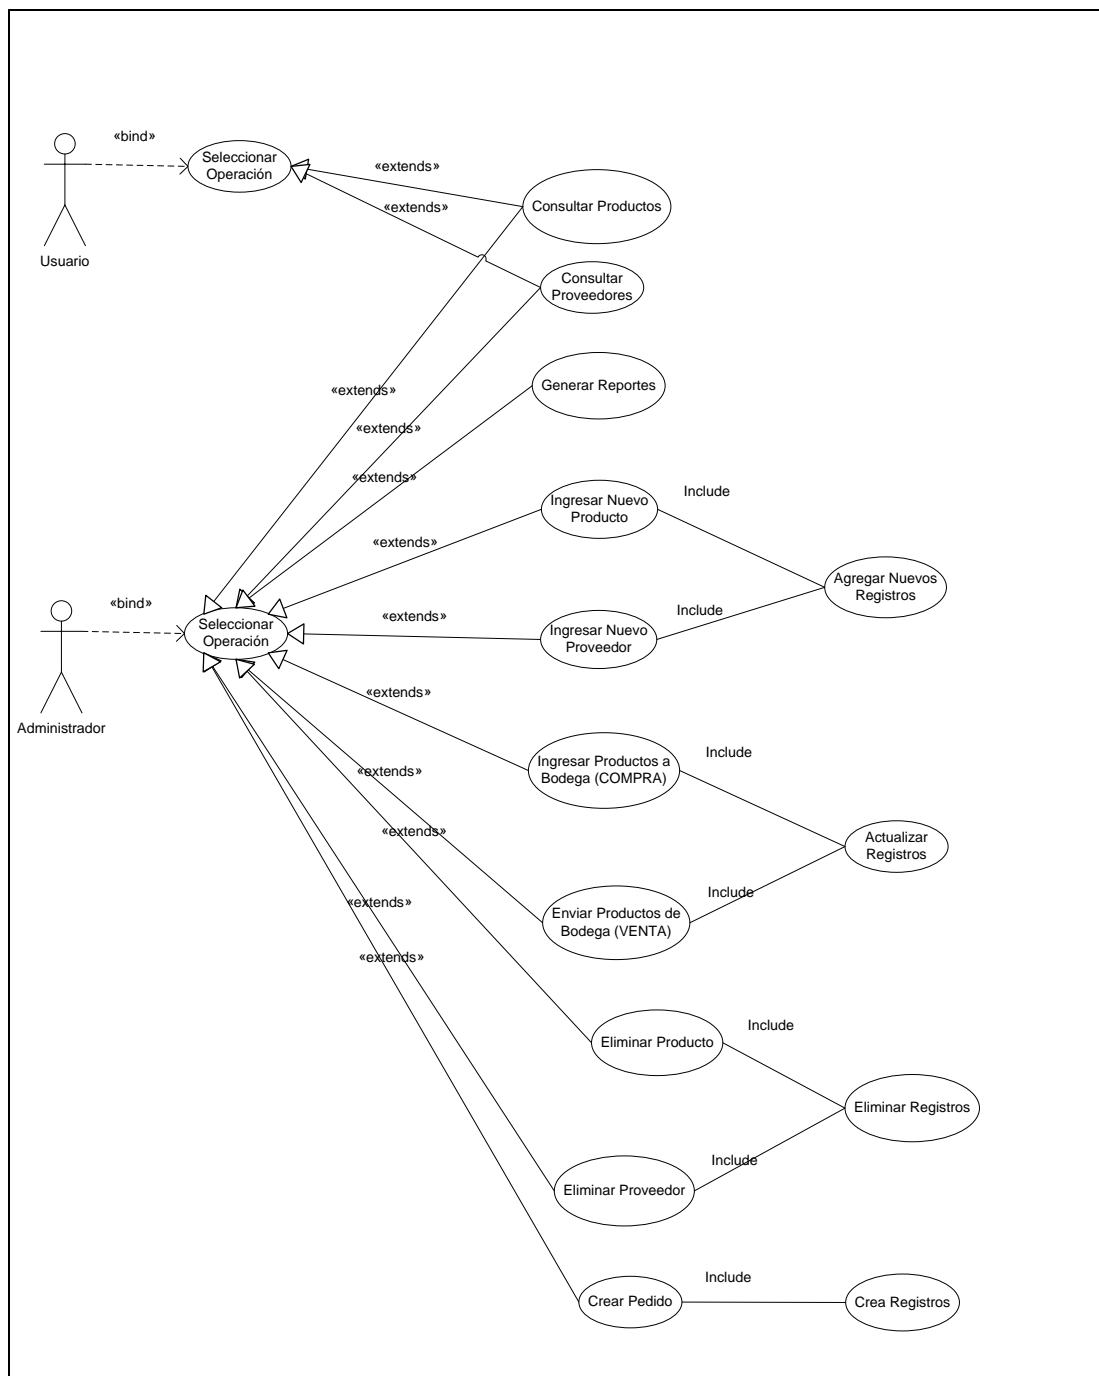 «bind»
Seleccionar
Operación
«extends»
«extends»
Consultar Productos
Usuario
Consultar
Proveedores
«extends»
Generar Reportes
«extends»
«extends»
Ingresar Nuevo
Producto
Include
«extends»
Agregar Nuevos
Registros
«bind»
Seleccionar
Operación
«extends»
Ingresar Nuevo
Proveedor
Include
Administrador
«extends»
Ingresar Productos a
Bodega (COMPRA)
Include
«extends»
«extends»
Actualizar
Registros
«extends»
Enviar Productos de
Bodega (VENTA)
Include
«extends»
Eliminar Producto
Include
Eliminar Registros
Eliminar Proveedor
Include
Crear Pedido
Include
Crea Registros